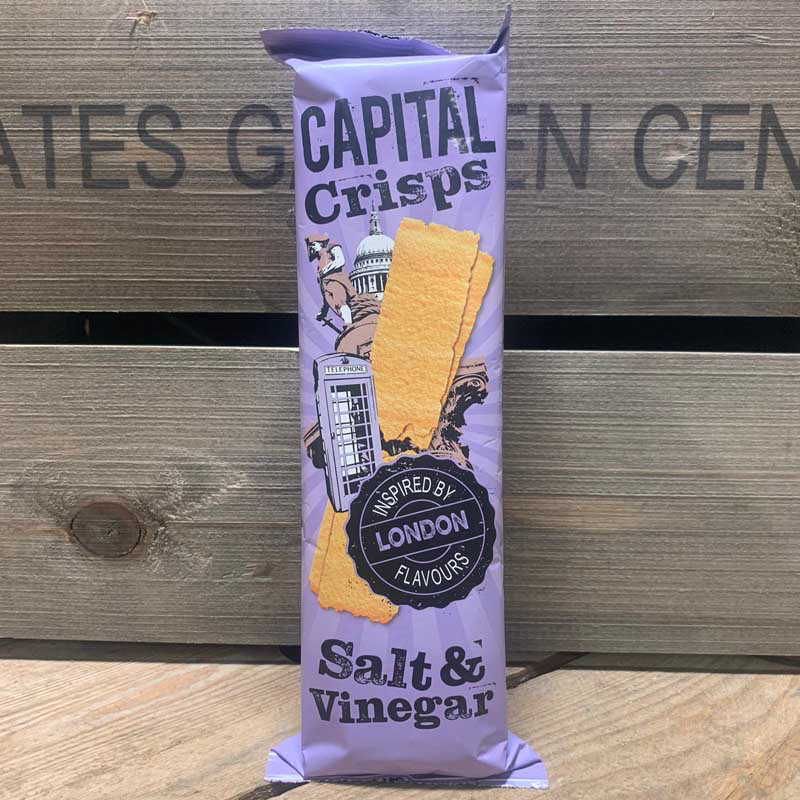 CAPITAL
Crisps
TELEPHONE
INSPIRED BY
LONDON
FLAVOURS
Salt &
Vinegar